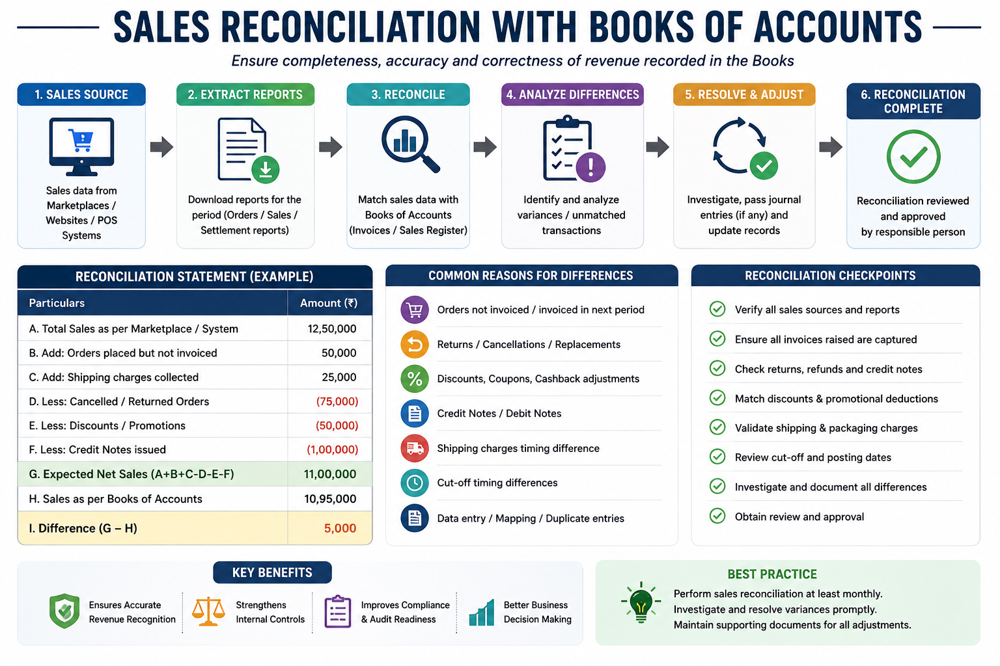 SALES RECONCILIATION WITH BOOKS OF ACCOUNTS
Ensure completeness, accuracy and correctness of revenue recorded in the Books
1. SALES SOURCE
Sales data from
Marketplaces /
Websites / POS
Systems
2. EXTRACT REPORTS
Download reports for the
period (Orders / Sales /
Settlement reports)
3. RECONCILE
Match sales data with
Books of Accounts
(Invoices / Sales Register)
4. ANALYZE DIFFERENCES
Identify and analyze
variances / unmatched
transactions
5. RESOLVE & ADJUST
Investigate, pass journal
entries (if any) and
update records
6. RECONCILIATION
COMPLETE
Reconciliation reviewed
and approved
by responsible person
RECONCILIATION STATEMENT (EXAMPLE)
Particulars Amount (₹)
A. Total Sales as per Marketplace / System 12,50,000
B. Add: Orders placed but not invoiced 50,000
C. Add: Shipping charges collected 25,000
D. Less: Cancelled / Returned Orders (75,000)
E. Less: Discounts / Promotions (50,000)
F. Less: Credit Notes issued (1,00,000)
G. Expected Net Sales (A+B+C-D-E-F) 11,00,000
H. Sales as per Books of Accounts 10,95,000
I. Difference (G – H) 5,000
COMMON REASONS FOR DIFFERENCES
Orders not invoiced / invoiced in next period
Returns / Cancellations / Replacements
Discounts, Coupons, Cashback adjustments
Credit Notes / Debit Notes
Shipping charges timing difference
Cut-off timing differences
Data entry / Mapping / Duplicate entries
RECONCILIATION CHECKPOINTS
Verify all sales sources and reports
Ensure all invoices raised are captured
Check returns, refunds and credit notes
Match discounts & promotional deductions
Validate shipping & packaging charges
Review cut-off and posting dates
Investigate and document all differences
Obtain review and approval
KEY BENEFITS
Ensures Accurate
Revenue Recognition
Strengthens
Internal Controls
Improves Compliance
& Audit Readiness
Better Business
Decision Making
BEST PRACTICE
Perform sales reconciliation at least monthly.
Investigate and resolve variances promptly.
Maintain supporting documents for all adjustments.